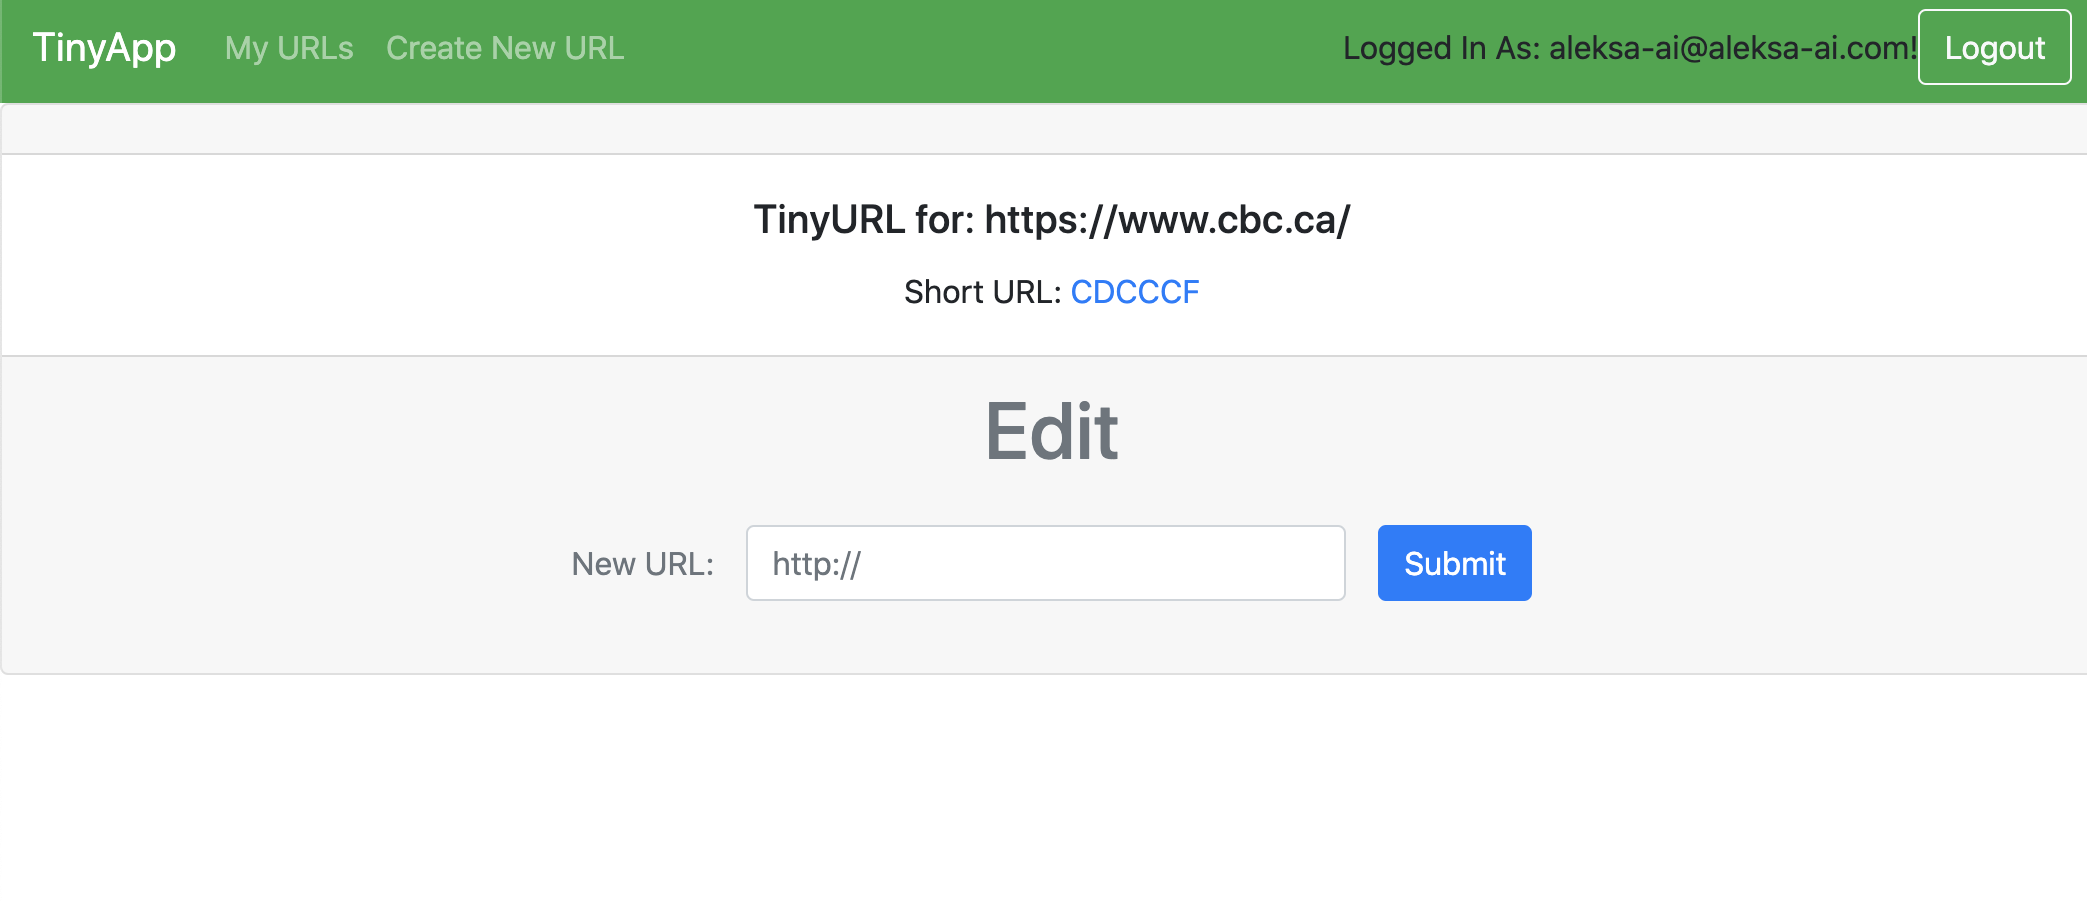 TinyApp My URLs Create New URL Logged In As: aleksa-ai@aleksa-ai.com! Logout
TinyURL for: https://www.cbc.ca/
Short URL: CDCCCF
Edit
New URL: http:// Submit